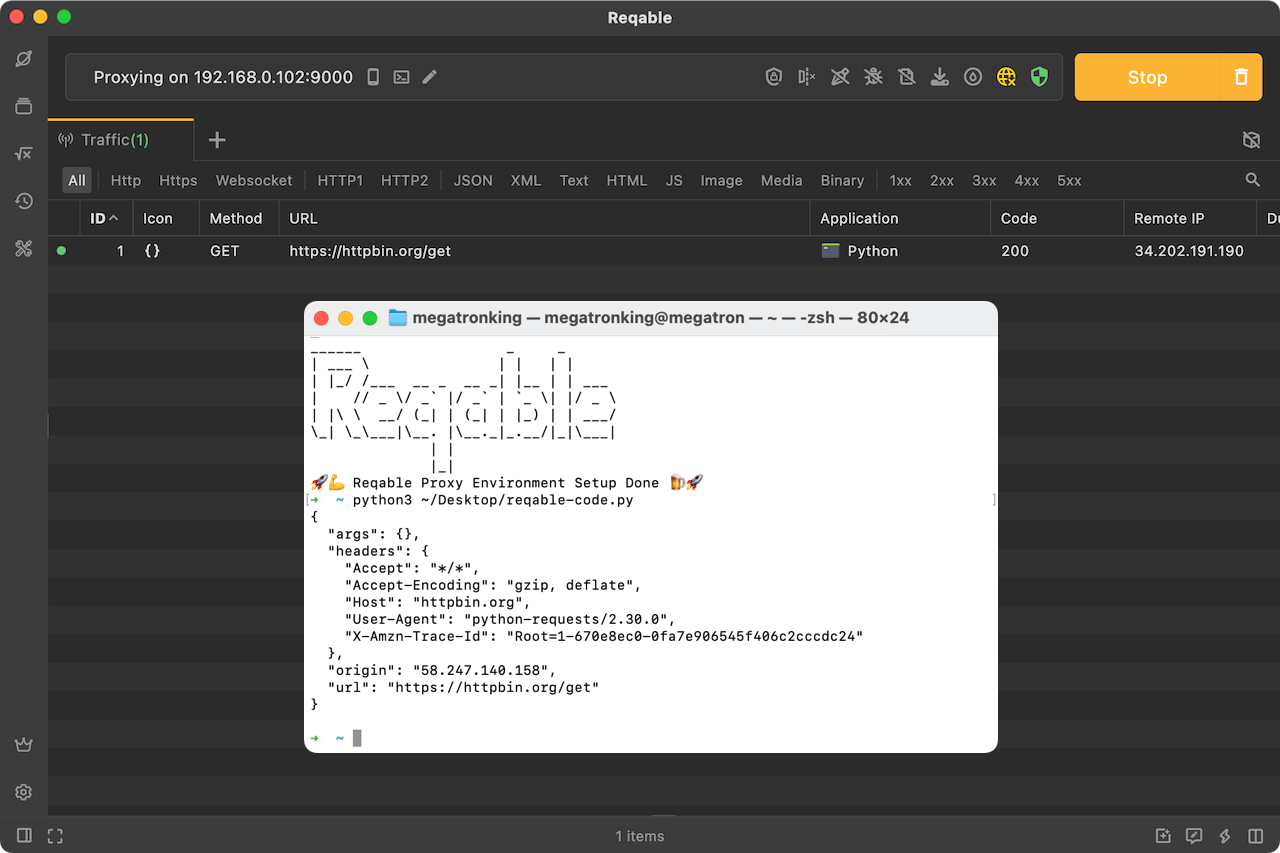 Reqable
Proxying on 192.168.0.102:9000
Stop
Traffic(1)
All Http Https Websocket HTTP1 HTTP2 JSON XML Text HTML JS Image Media Binary 1xx 2xx 3xx 4xx 5xx
ID Icon Method URL Application Code Remote IP Du
1 {} GET https://httpbin.org/get Python 200 34.202.191.190
megatronking — megatronking@megatron — ~ — -zsh — 80×24
Reqable
🚀💪 Reqable Proxy Environment Setup Done 🍺🚀
[➜ ~ python3 ~/Desktop/reqable-code.py ]
{
"args": {},
"headers": {
"Accept": "*/*",
"Accept-Encoding": "gzip, deflate",
"Host": "httpbin.org",
"User-Agent": "python-requests/2.30.0",
"X-Amzn-Trace-Id": "Root=1-670e8ec0-0fa7e906545f406c2cccdc24"
},
"origin": "58.247.140.158",
"url": "https://httpbin.org/get"
}
➜ ~
1 items